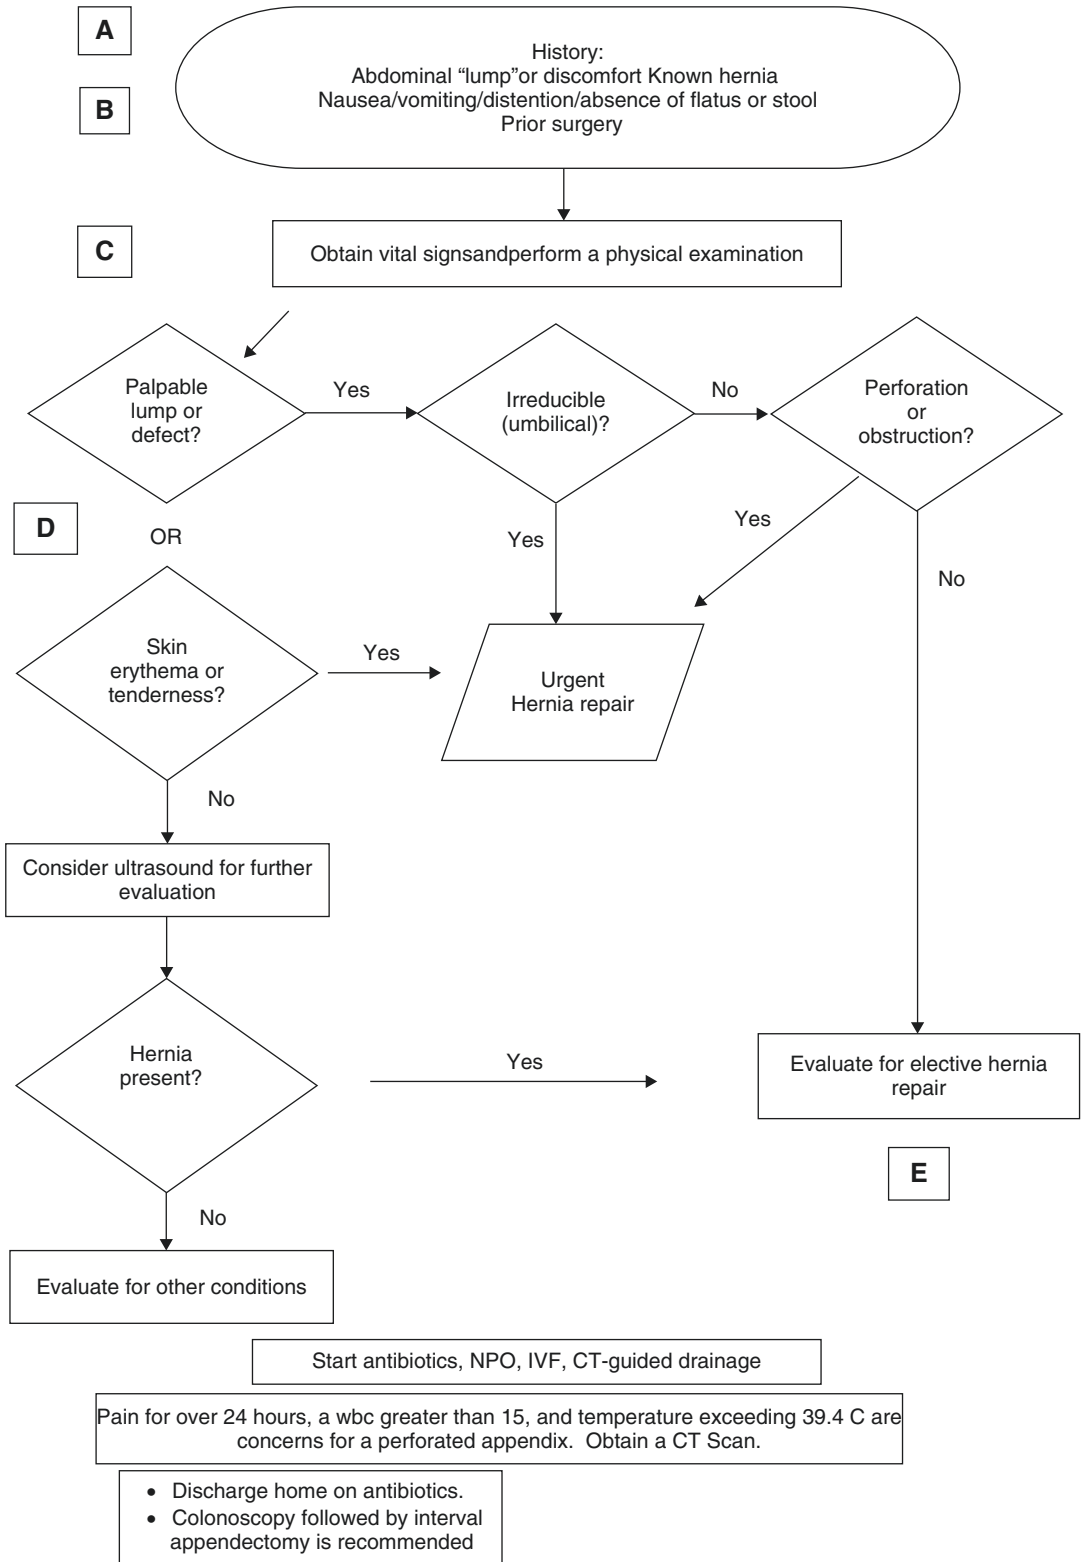 A
History:
Abdominal “lump”or discomfort Known hernia
Nausea/vomiting/distention/absence of flatus or stool
Prior surgery
B
C
Obtain vital signsandperform a physical examination
Palpable
lump or
defect?
Yes
Irreducible
(umbilical)?
No
Perforation
or
obstruction?
D
OR
Yes
Yes
No
Skin
erythema or
tenderness?
Yes
Urgent
Hernia repair
No
Consider ultrasound for further
evaluation
Hernia
present?
Yes
Evaluate for elective hernia
repair
E
No
Evaluate for other conditions
Start antibiotics, NPO, IVF, CT-guided drainage
Pain for over 24 hours, a wbc greater than 15, and temperature exceeding 39.4 C are
concerns for a perforated appendix. Obtain a CT Scan.
• Discharge home on antibiotics.
• Colonoscopy followed by interval
appendectomy is recommended